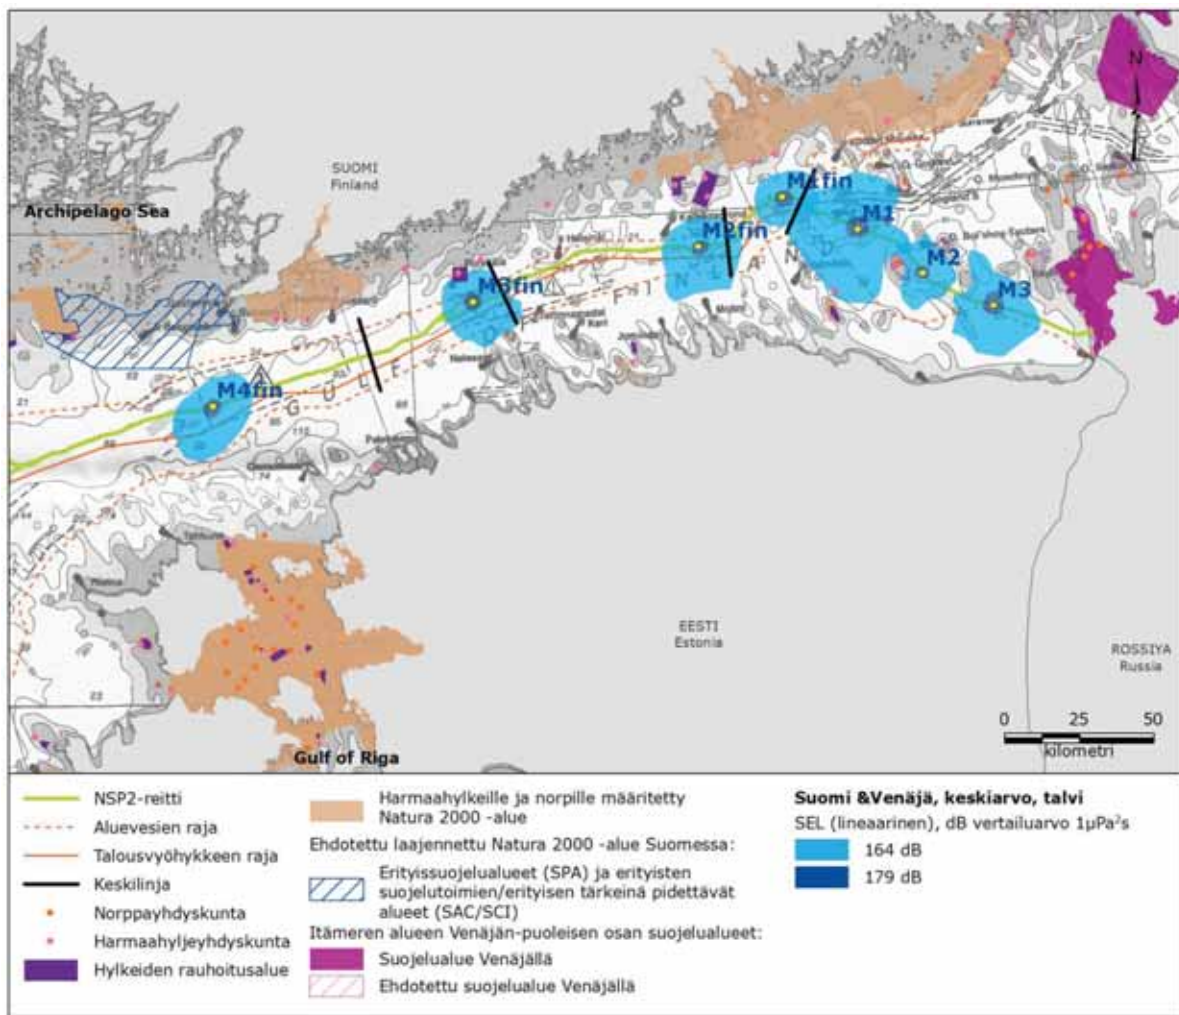 N
SUOMI
Finland
Archipelago Sea
M1fin
M1
M2fin
M2
M3fin
M3
M4fin
G U L F O F F I N L A N D
EESTI
Estonia
ROSSIYA
Russia
0 25 50
kilometri
Gulf of Riga
NSP2-reitti
Aluevesien raja
Talousvyöhykkeen raja
Keskilinja
Norppayhdyskunta
Harmaahyljeyhdyskunta
Hylkeiden rauhoitusalue
Harmaahylkeille ja norpille määritetty
Natura 2000 -alue
Ehdotettu laajennettu Natura 2000 -alue Suomessa:
Erityissuojelualueet (SPA) ja erityisten
suojelutoimien/erityisen tärkeinä pidettävät
alueet (SAC/SCI)
Itämeren alueen Venäjän-puoleisen osan suojelualueet:
Suojelualue Venäjällä
Ehdotettu suojelualue Venäjällä
Suomi &Venäjä, keskiarvo, talvi
SEL (lineaarinen), dB vertailuarvo 1µPa²s
164 dB
179 dB